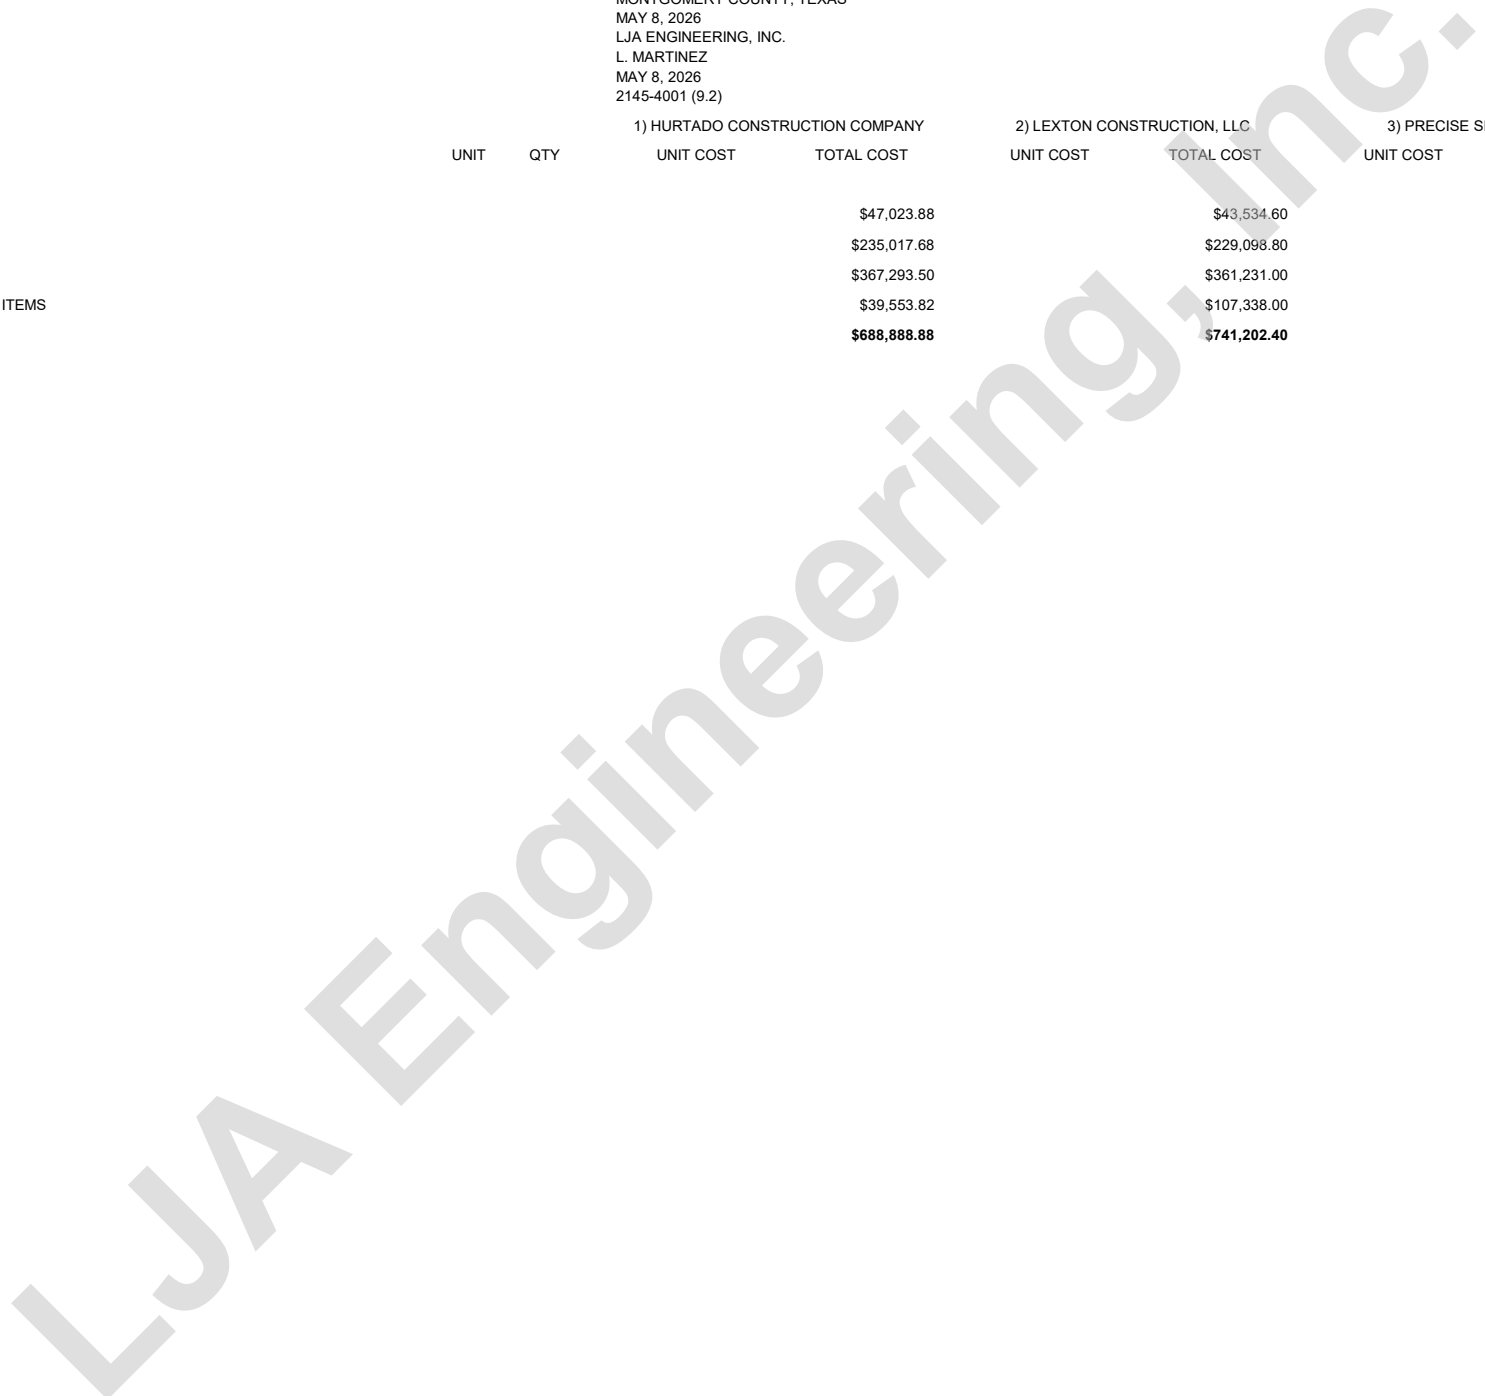 MONTGOMERY COUNTY, TEXAS
MAY 8, 2026
LJA ENGINEERING, INC.
L. MARTINEZ
MAY 8, 2026
2145-4001 (9.2)
1) HURTADO CONSTRUCTION COMPANY 2) LEXTON CONSTRUCTION, LLC 3) PRECISE
UNIT QTY UNIT COST TOTAL COST UNIT COST TOTAL COST UNIT COST
$47,023.88 $43,534.60
$235,017.68 $229,098.80
$367,293.50 $361,231.00
ITEMS $39,553.82 $107,338.00
$688,888.88 $741,202.40
LJA Engineering, Inc.